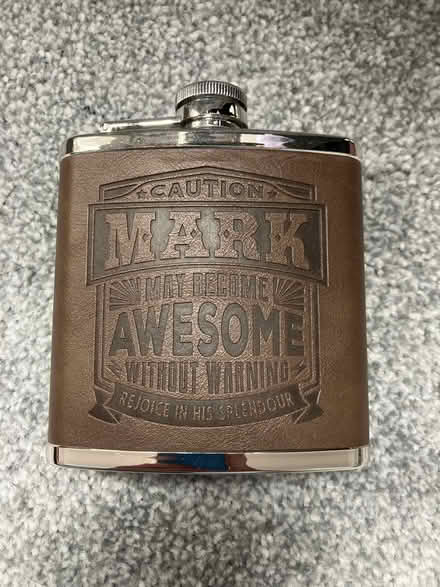 CAUTION
MARK
MAY BECOME
AWESOME
WITHOUT WARNING
REJOICE IN HIS SPLENDOUR